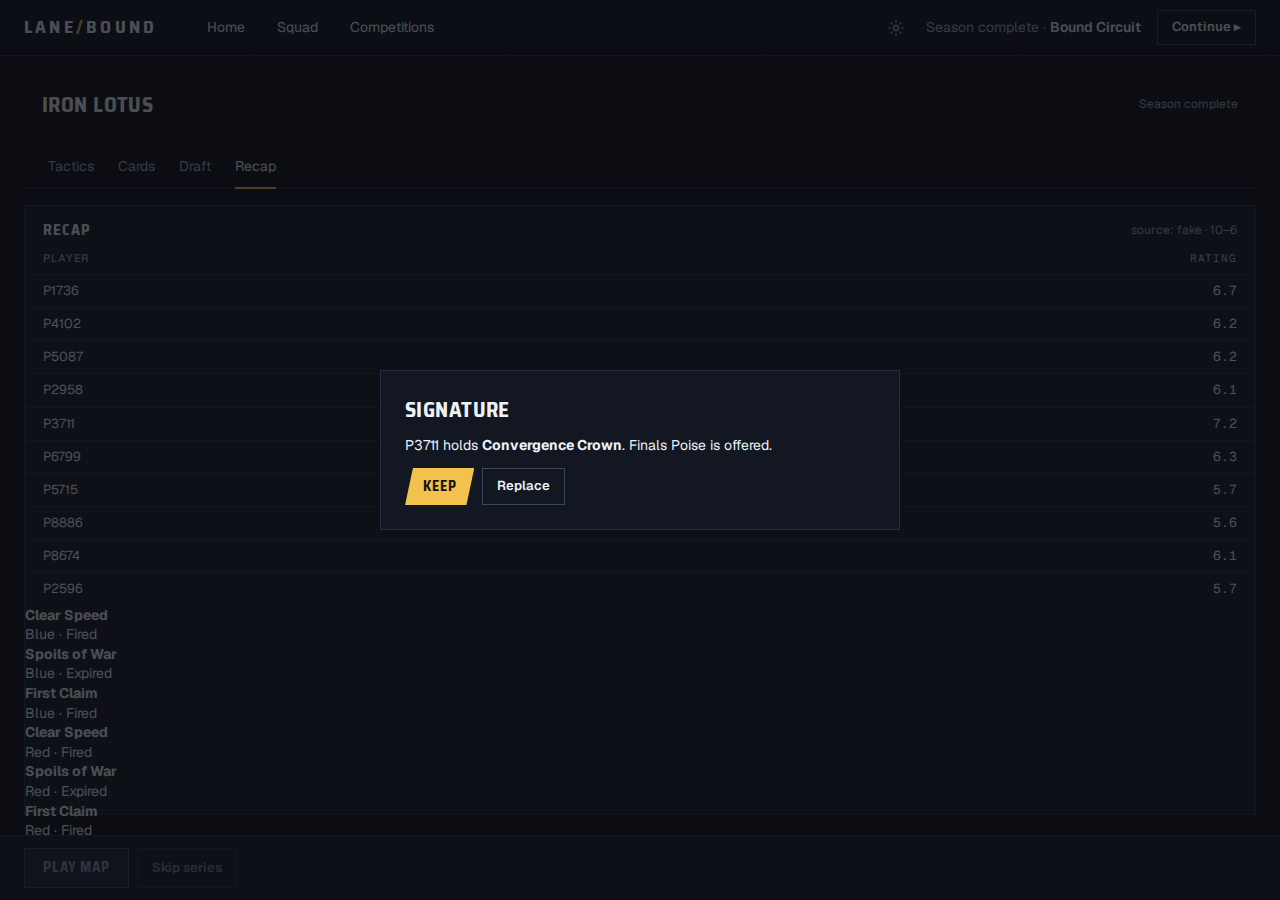 LANE/BOUND Home Squad Competitions Season complete · Bound Circuit Continue ▸
IRON LOTUS Season complete
Tactics Cards Draft Recap
RECAP source: fake · 10–6
PLAYER RATING
P1736 6.7
P4102 6.2
P5087 6.2
P2958 6.1
P3711 7.2
P6799 6.3
P5715 5.7
P8886 5.6
P8674 6.1
P2596 5.7
SIGNATURE
P3711 holds Convergence Crown. Finals Poise is offered.
KEEP Replace
Clear Speed
Blue · Fired
Spoils of War
Blue · Expired
First Claim
Blue · Fired
Clear Speed
Red · Fired
Spoils of War
Red · Expired
First Claim
Red · Fired
PLAY MAP Skip series